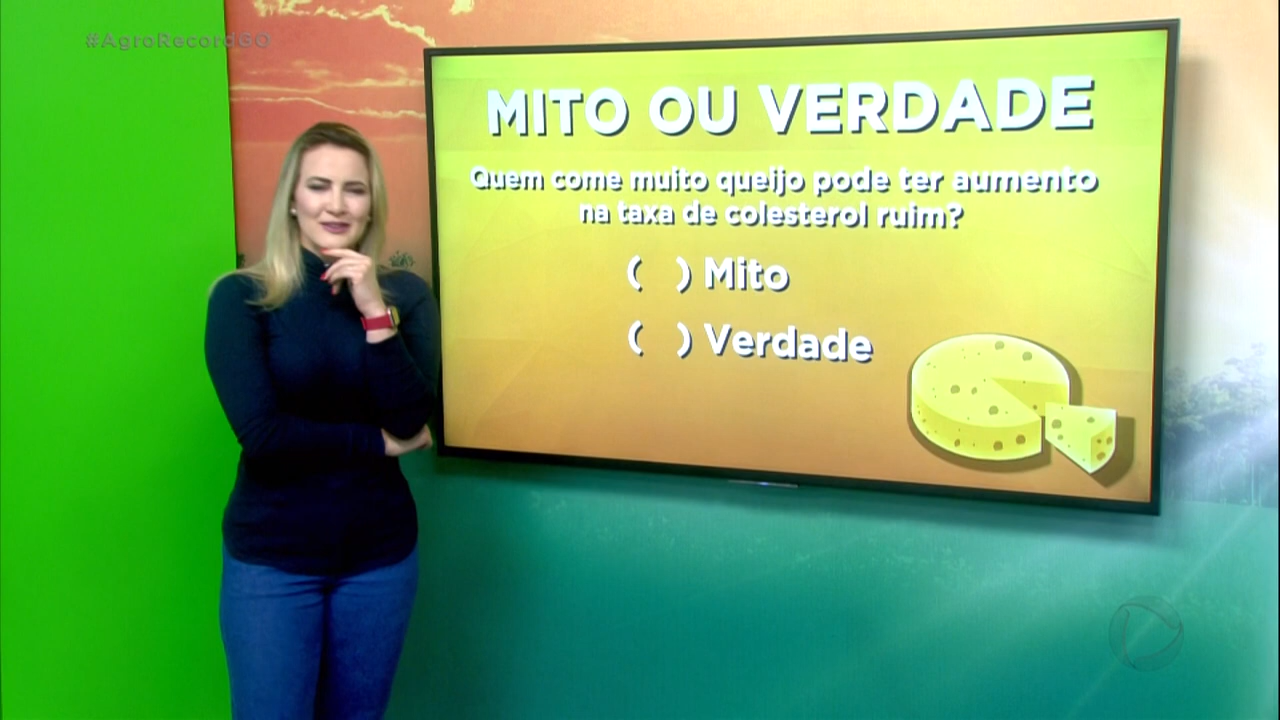 #AgroRecordGO
MITO OU VERDADE
Quem come muito queijo pode ter aumento
na taxa de colesterol ruim?
( ) Mito
( ) Verdade